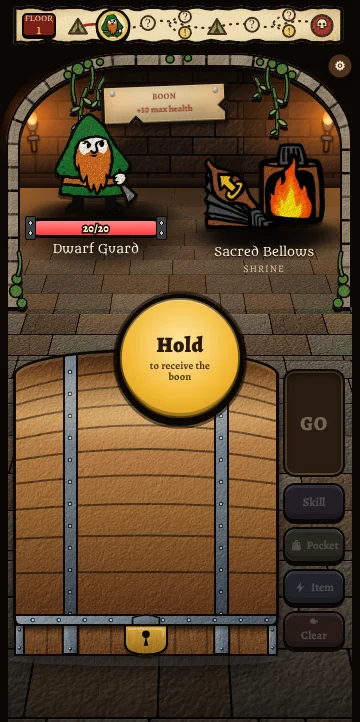 FLOOR
1
?
?
?
!
?
?
!
BOON
+10 max health
20/20
Dwarf Guard
Sacred Bellows
SHRINE
Hold
to receive the
boon
GO
Skill
Pocket
Item
Clear